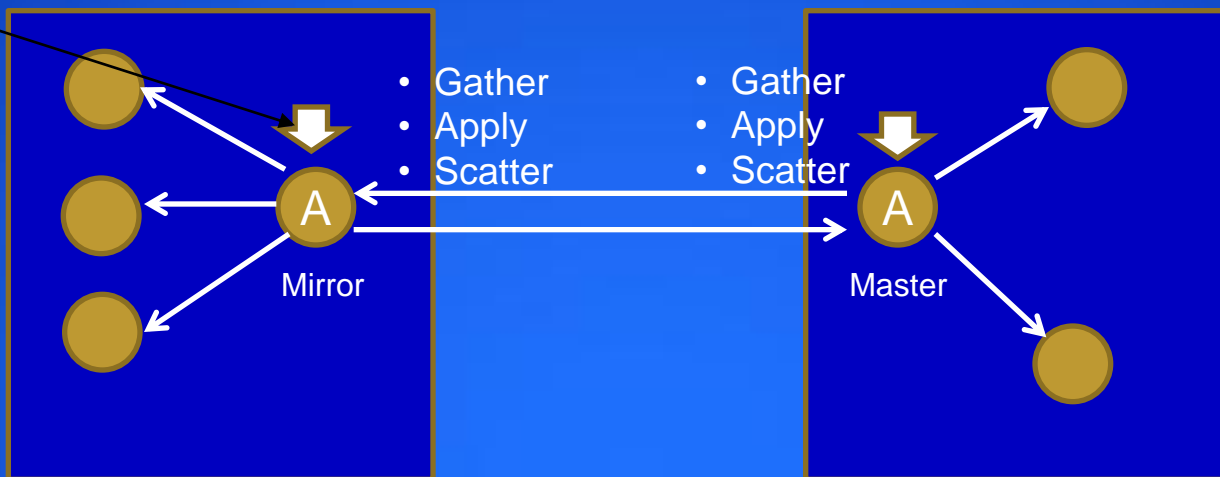 • Gather
• Apply
• Scatter
A
Mirror
• Gather
• Apply
• Scatter
A
Master